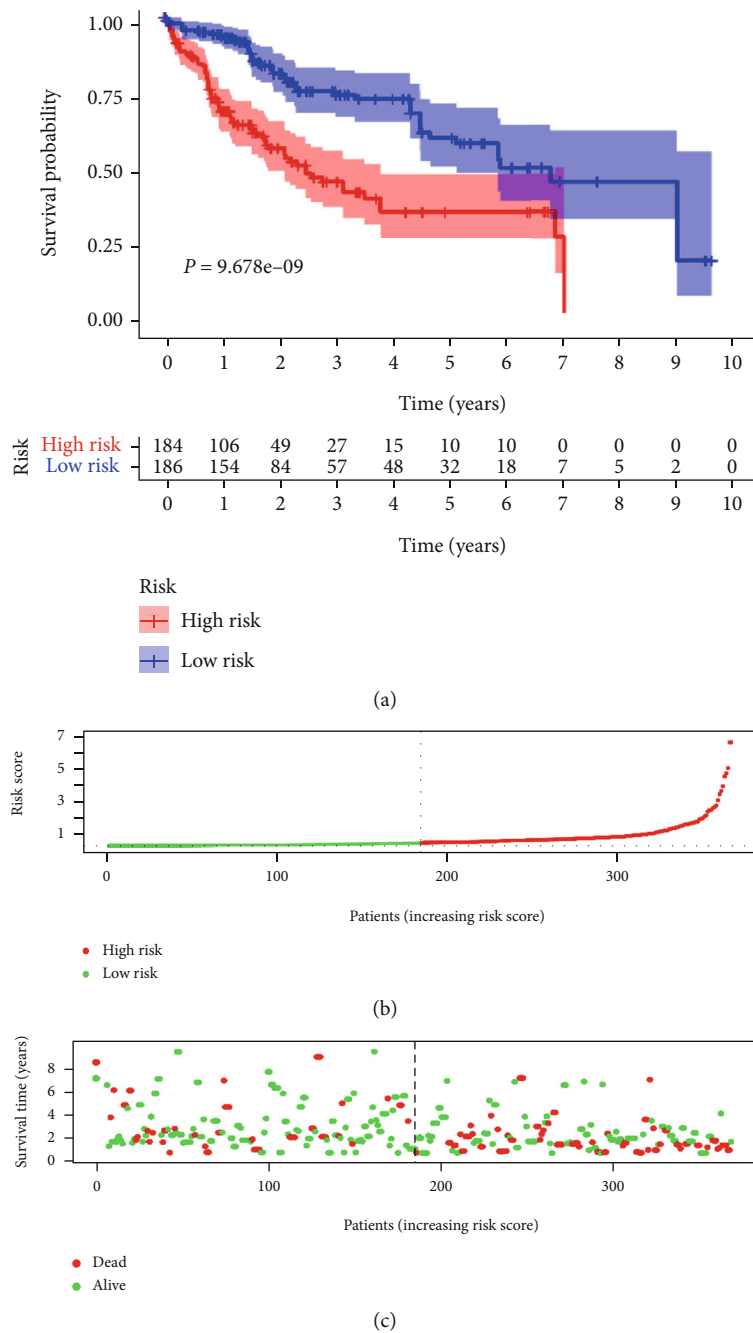 1.00
0.75
0.50
0.25
0.00
Survival probability
P = 9.678e–09
0 1 2 3 4 5 6 7 8 9 10
Time (years)
Risk
High risk 184 106 49 27 15 10 10 0 0 0 0
Low risk 186 154 84 57 48 32 18 7 5 2 0
0 1 2 3 4 5 6 7 8 9 10
Time (years)
Risk
High risk
Low risk
(a)
Risk score
7
5
3
1
0 100 200 300
Patients (increasing risk score)
High risk
Low risk
(b)
Survival time (years)
8
6
4
2
0
0 100 200 300
Patients (increasing risk score)
Dead
Alive
(c)